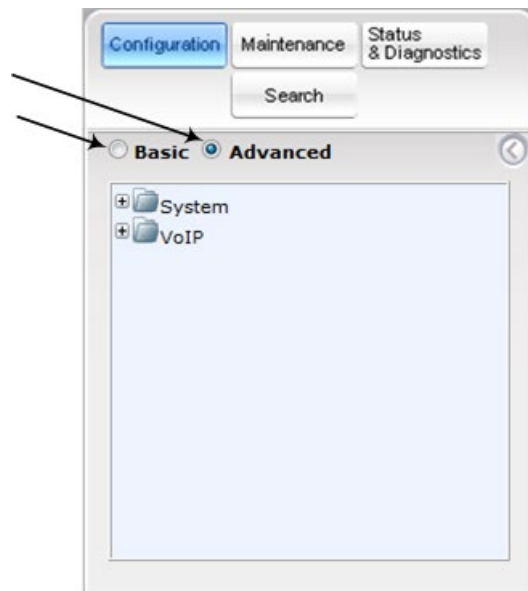 Configuration Maintenance Status
& Diagnostics
Search
Basic Advanced
System
VoIP